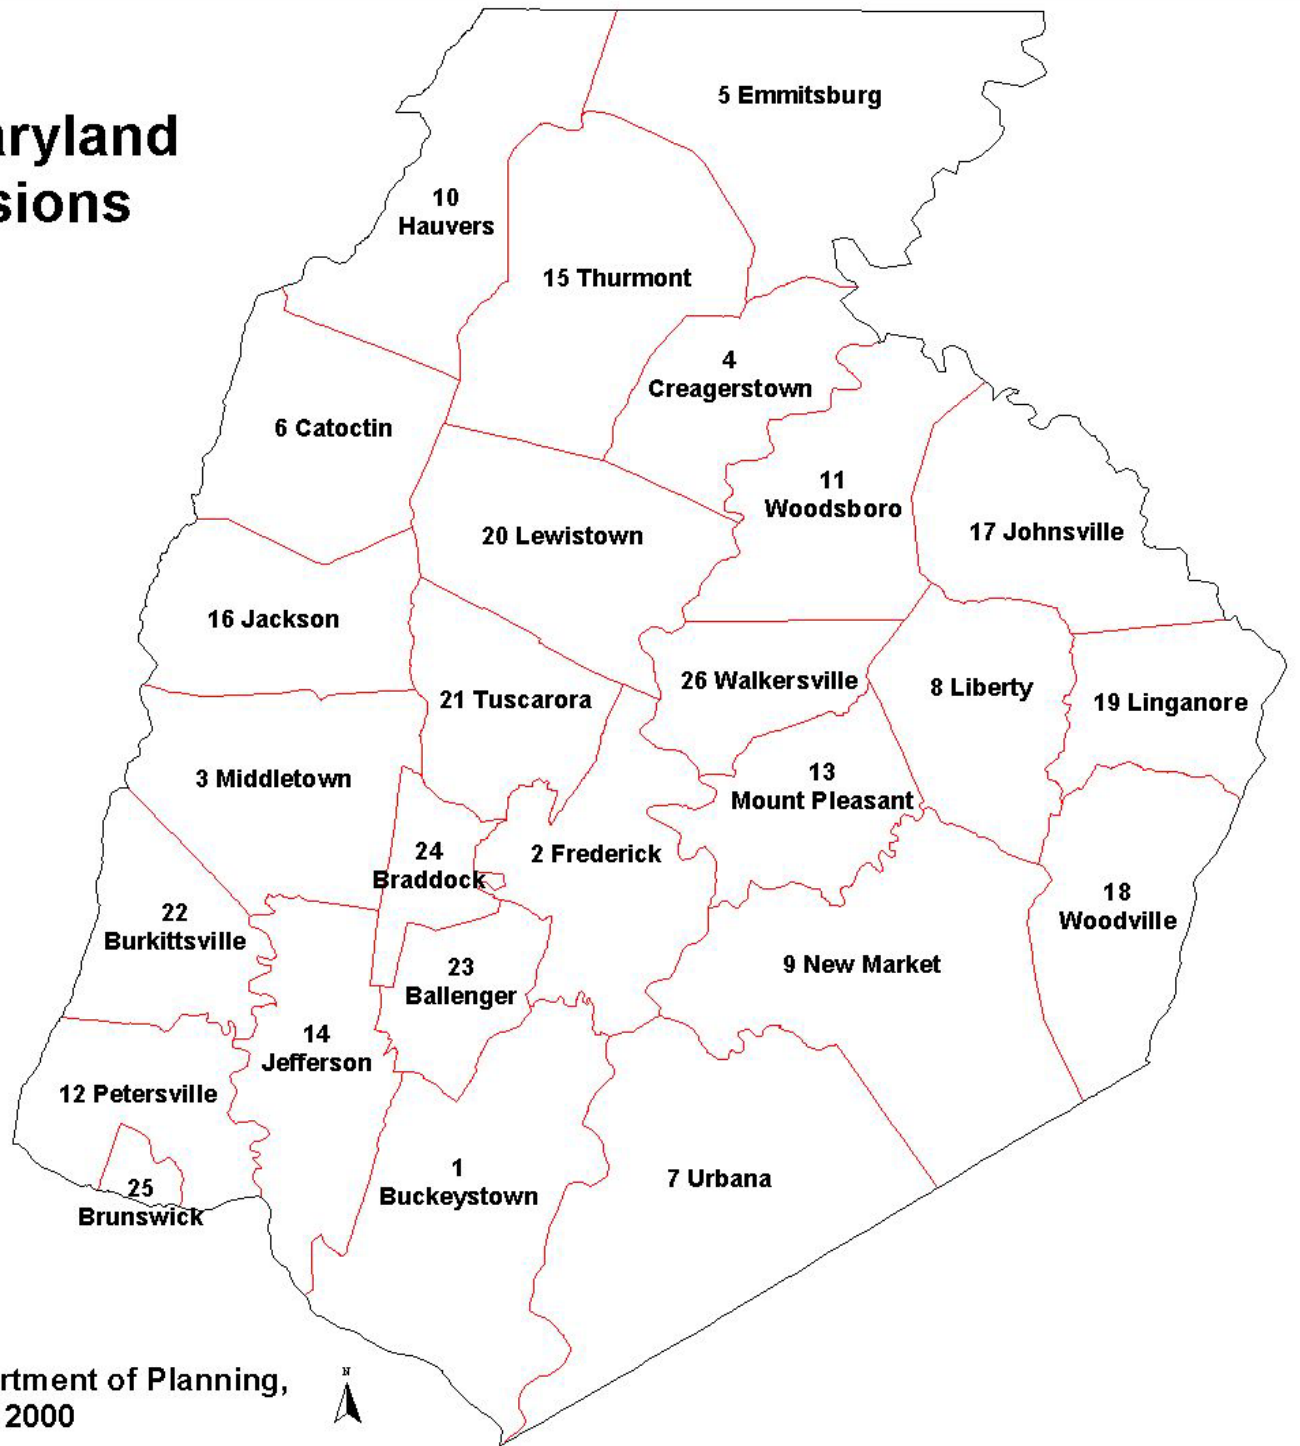 aryland
sions
5 Emmitsburg
10
Hauvers
15 Thurmont
4
Creagerstown
6 Catoctin
11
Woodsboro
20 Lewistown
17 Johnsville
16 Jackson
26 Walkersville
8 Liberty
21 Tuscarora
19 Linganore
3 Middletown
13
Mount Pleasant
24
Braddock
2 Frederick
22
Burkittsville
18
Woodville
9 New Market
23
Ballenger
14
Jefferson
12 Petersville
1
Buckeystown
7 Urbana
25
Brunswick
rtment of Planning,
2000
N